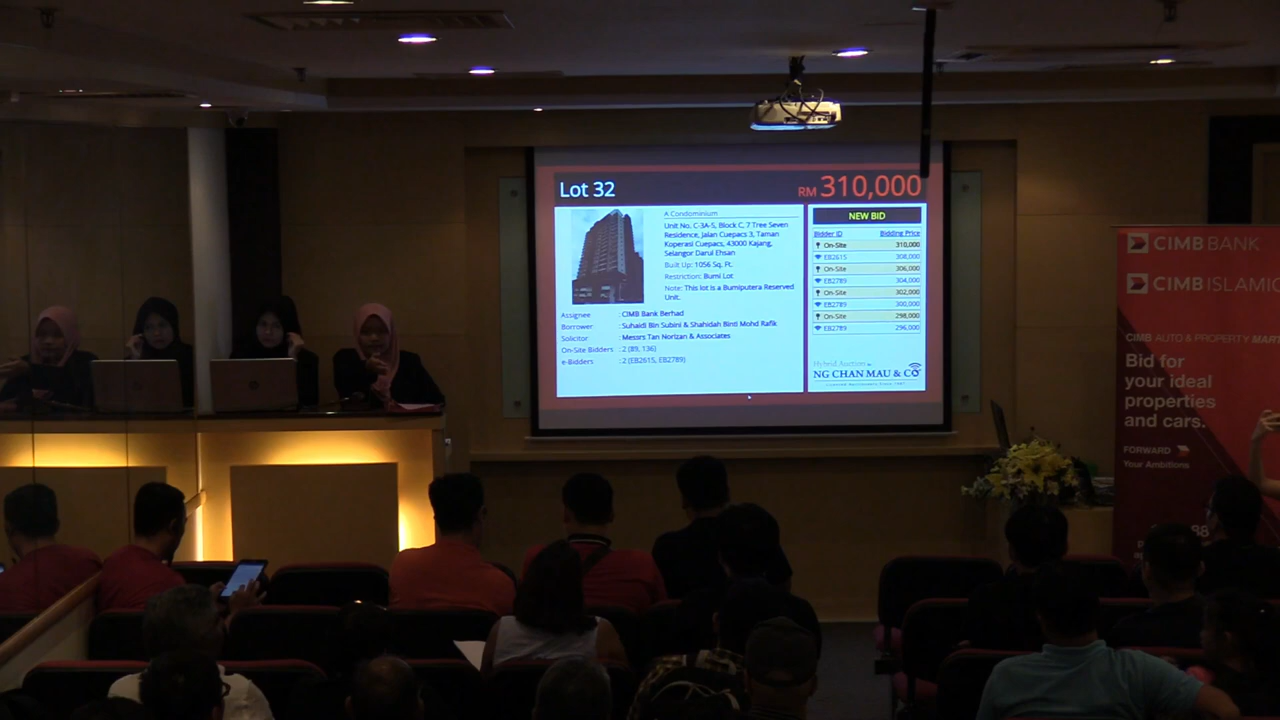 Lot 32
RM 310,000
A Condominium
Unit No. C-3A-5, Block C, 7 Tree Seven
Residence, Jalan Cuepacs 3, Taman
Koperasi Cuepacs, 43000 Kajang,
Selangor Darul Ehsan
Built Up: 1056 Sq. Ft.
Restriction: Bumi Lot
Note: This lot is a Bumiputera Reserved
Unit.
Assignee : CIMB Bank Berhad
Borrower : Suhaidi Bin Subini & Shahidah Binti Mohd Rafik
Solicitor : Messrs Tan Norizan & Associates
On-Site Bidders : 2 (89, 136)
e-Bidders : 2 (EB2615, EB2789)
NEW BID
Bidder ID Bidding Price
On-Site 310,000
EB2615 308,000
On-Site 306,000
EB2789 304,000
On-Site 302,000
EB2789 300,000
On-Site 298,000
EB2789 296,000
Hybrid Auction by
NG CHAN MAU & CO
CIMB BANK
CIMB ISLAMIC
CIMB AUTO & PROPERTY MART
Bid for
your ideal
properties
and cars.
FORWARD
Your Ambitions